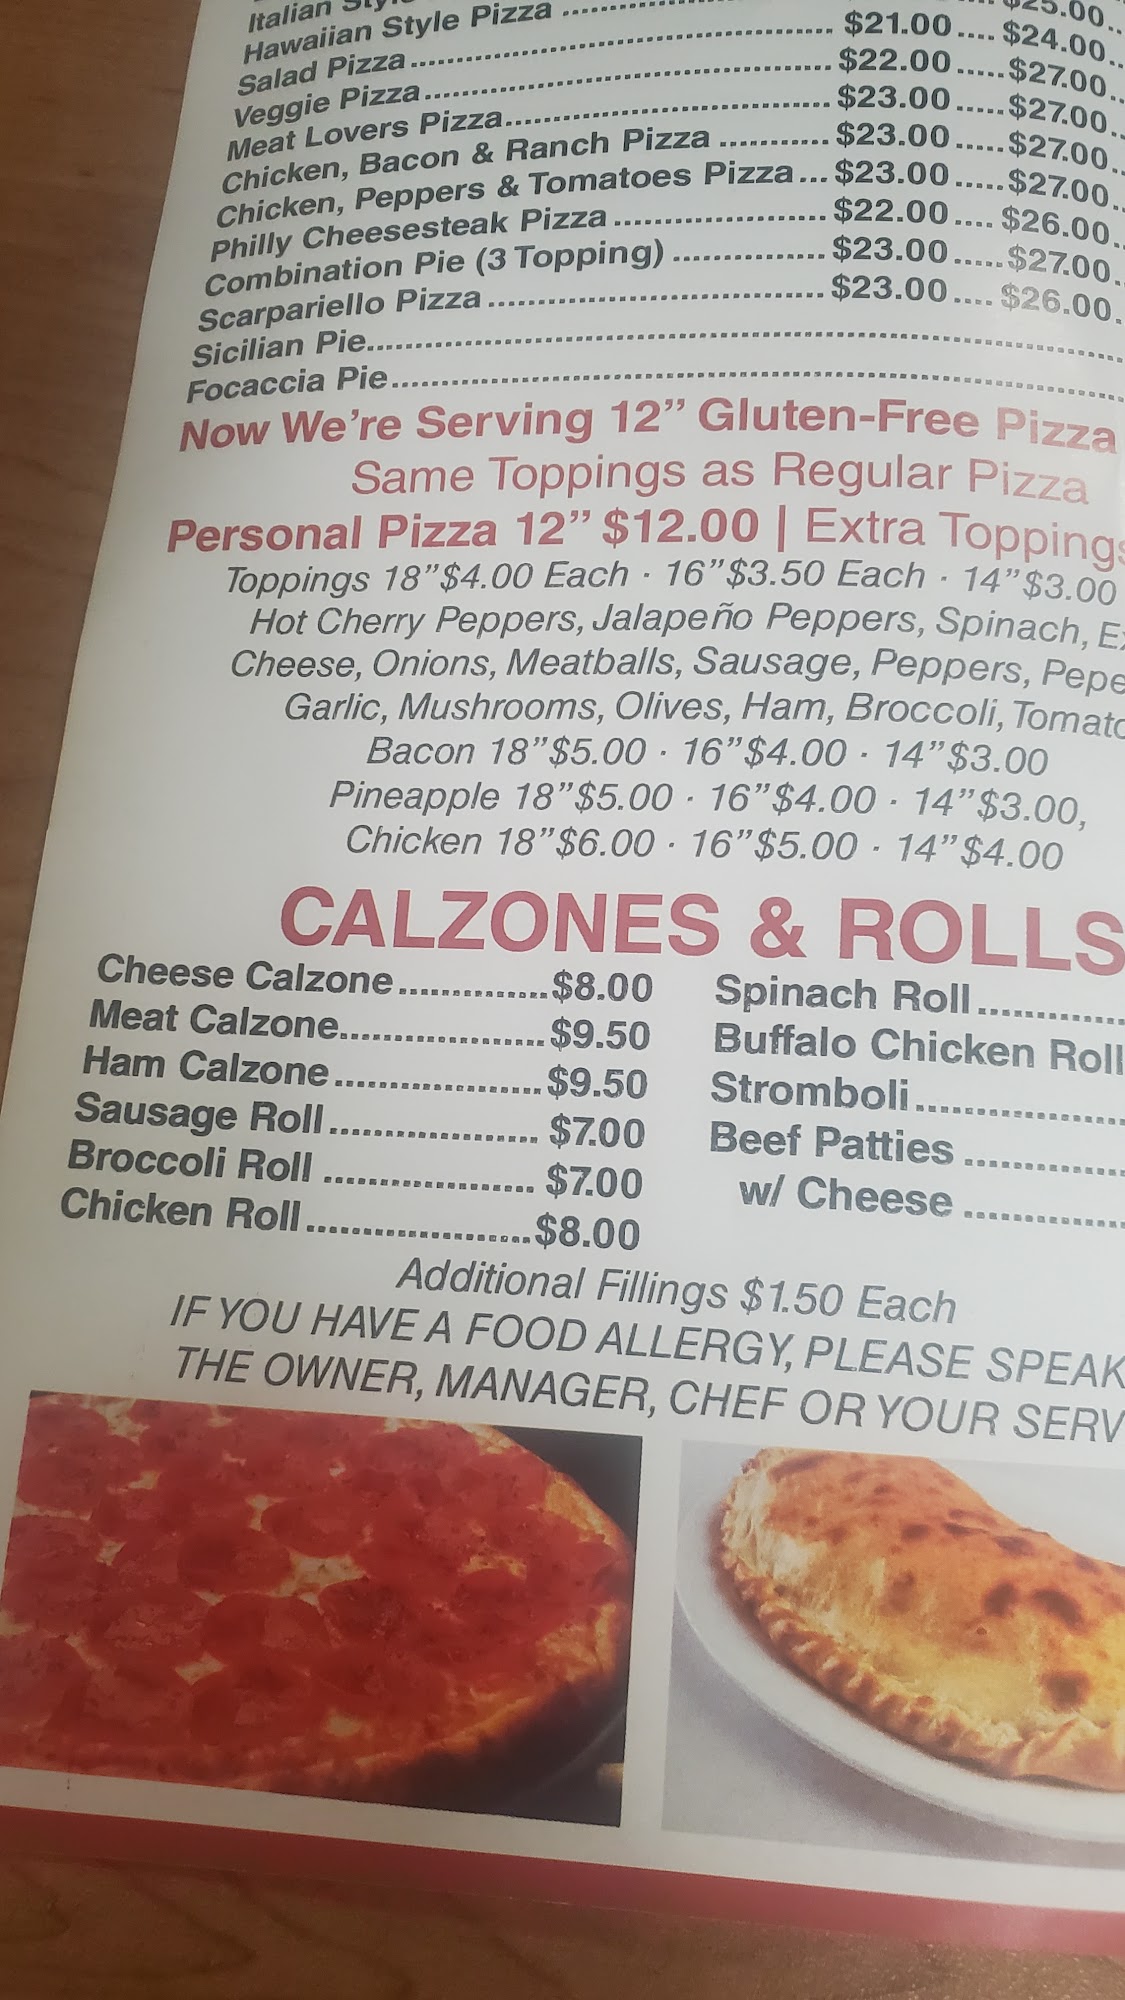 Italian Style
Hawaiian Style Pizza ........ $25.00..
Salad Pizza........ $21.00.... $24.00..
Veggie Pizza........ $22.00.....$27.00..
Meat Lovers Pizza........ $23.00.....$27.00..
Chicken, Bacon & Ranch Pizza ........ $23.00.....$27.00..
Chicken, Peppers & Tomatoes Pizza... $23.00.....$27.00..
Philly Cheesesteak Pizza ........ $22.00.... $26.00..
Combination Pie (3 Topping) ........ $23.00.....$27.00..
Scarpariello Pizza ........ $23.00.... $26.00..
Sicilian Pie........
Focaccia Pie........
Now We're Serving 12” Gluten-Free Pizza
Same Toppings as Regular Pizza
Personal Pizza 12” $12.00 | Extra Toppings
Toppings 18”$4.00 Each · 16”$3.50 Each · 14”$3.00
Hot Cherry Peppers, Jalapeño Peppers, Spinach,
Cheese, Onions, Meatballs, Sausage, Peppers, Pepe
Garlic, Mushrooms, Olives, Ham, Broccoli, Tomato
Bacon 18”$5.00 · 16”$4.00 · 14”$3.00
Pineapple 18”$5.00 · 16”$4.00 · 14”$3.00,
Chicken 18”$6.00 · 16”$5.00 · 14”$4.00
CALZONES & ROLLS
Cheese Calzone........$8.00
Meat Calzone........$9.50
Ham Calzone........$9.50
Sausage Roll........ $7.00
Broccoli Roll ........ $7.00
Chicken Roll........$8.00
Spinach Roll........
Buffalo Chicken Roll
Stromboli........
Beef Patties ........
w/ Cheese ........
Additional Fillings $1.50 Each
IF YOU HAVE A FOOD ALLERGY, PLEASE SPEAK
THE OWNER, MANAGER, CHEF OR YOUR SERV